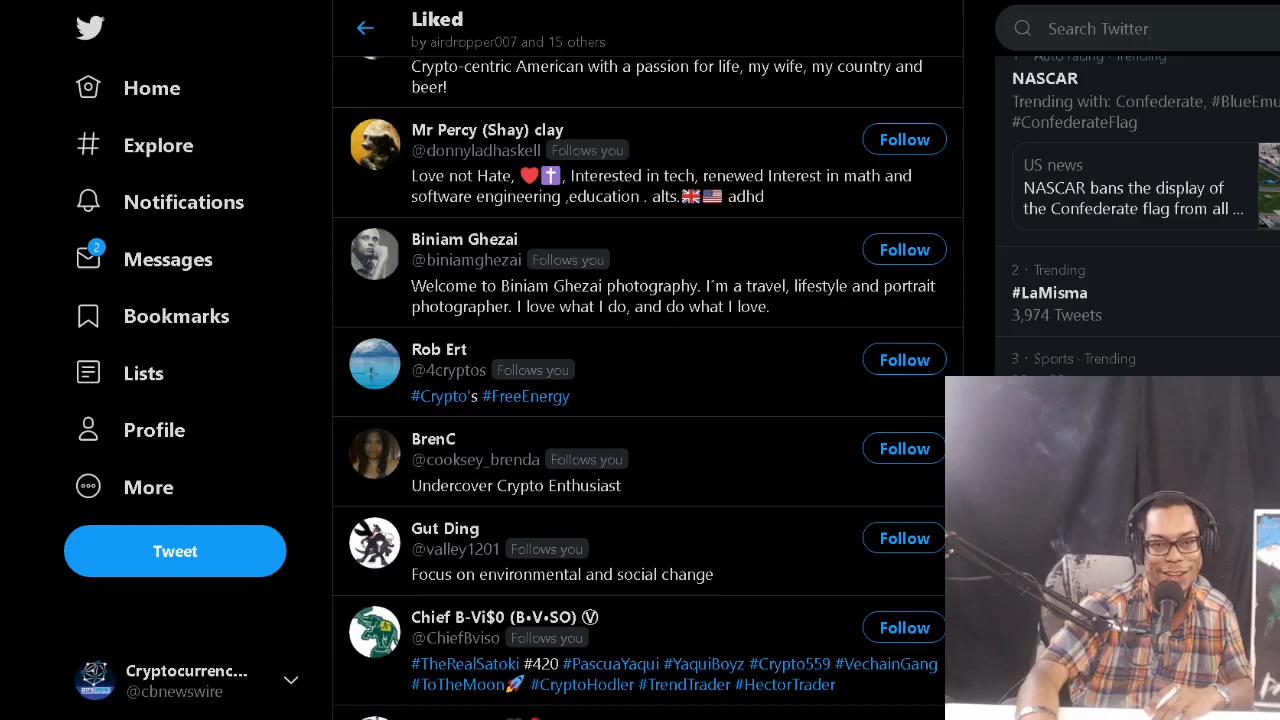 Home
Explore
Notifications
2
Messages
Bookmarks
Lists
Profile
More
Tweet
Cryptocurrenc...
@cbnewswire
Liked
by airdropper007 and 15 others
Crypto-centric American with a passion for life, my wife, my country and
beer!
Mr Percy (Shay) clay
@donnyladhaskell Follows you
Follow
Love not Hate, ❤️✝️, Interested in tech, renewed Interest in math and
software engineering ,education . alts.🇬🇧🇺🇸 adhd
Biniam Ghezai
@biniamghezai Follows you
Follow
Welcome to Biniam Ghezai photography. I´m a travel, lifestyle and portrait
photographer. I love what I do, and do what I love.
Rob Ert
@4cryptos Follows you
Follow
#Crypto's #FreeEnergy
BrenC
@cooksey_brenda Follows you
Follow
Undercover Crypto Enthusiast
Gut Ding
@valley1201 Follows you
Follow
Focus on environmental and social change
Chief B-Vi$0 (B•V•SO) Ⓥ
@ChiefBviso Follows you
Follow
#TheRealSatoki #420 #PascuaYaqui #YaquiBoyz #Crypto559 #VechainGang
#ToTheMoon🚀 #CryptoHodler #TrendTrader #HectorTrader
Search Twitter
1 · Auto racing · Trending
NASCAR
Trending with: Confederate, #BlueEmu
#ConfederateFlag
US news
NASCAR bans the display of
the Confederate flag from all ...
2 · Trending
#LaMisma
3,974 Tweets
3 · Sports · Trending